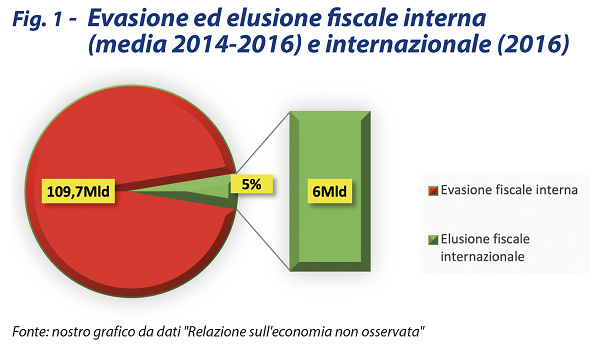 Fig. 1 - Evasione ed elusione fiscale interna
(media 2014-2016) e internazionale (2016)
109,7Mld
5%
6Mld
Evasione fiscale interna
Elusione fiscale
internazionale
Fonte: nostro grafico da dati "Relazione sull'economia non osservata"